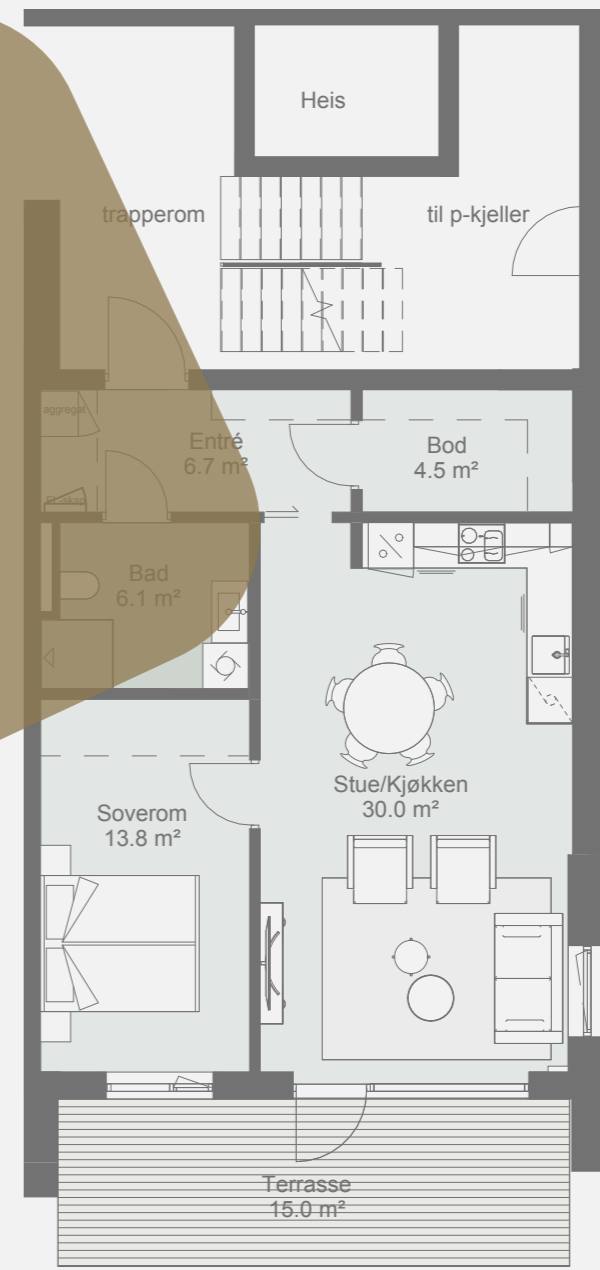 Heis
trapperom
til p-kjeller
aggregat
Entré
6.7 m²
Bod
4.5 m²
EL-skap
Bad
6.1 m²
Stue/Kjøkken
30.0 m²
Soverom
13.8 m²
Terrasse
15.0 m²